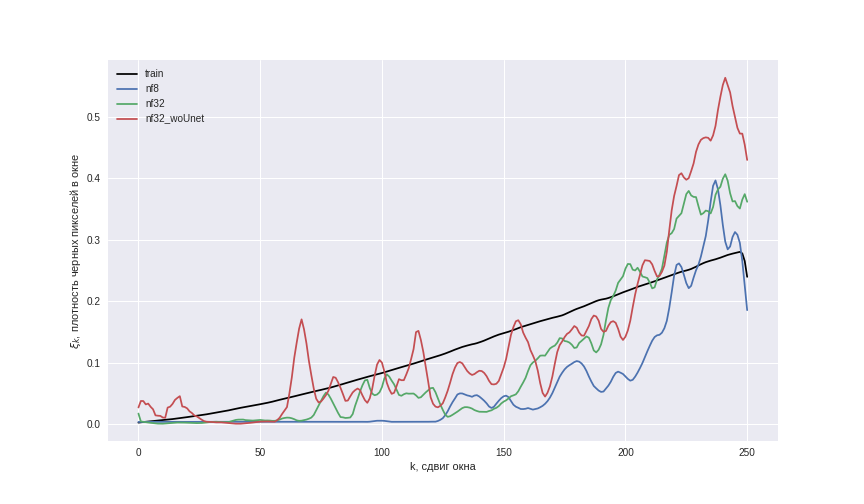 train
nf8
nf32
nf32_woUnet
0.5
0.4
0.3
0.2
0.1
0.0
ξk, плотность черных пикселей в окне
0
50
100
150
200
250
k, сдвиг окна